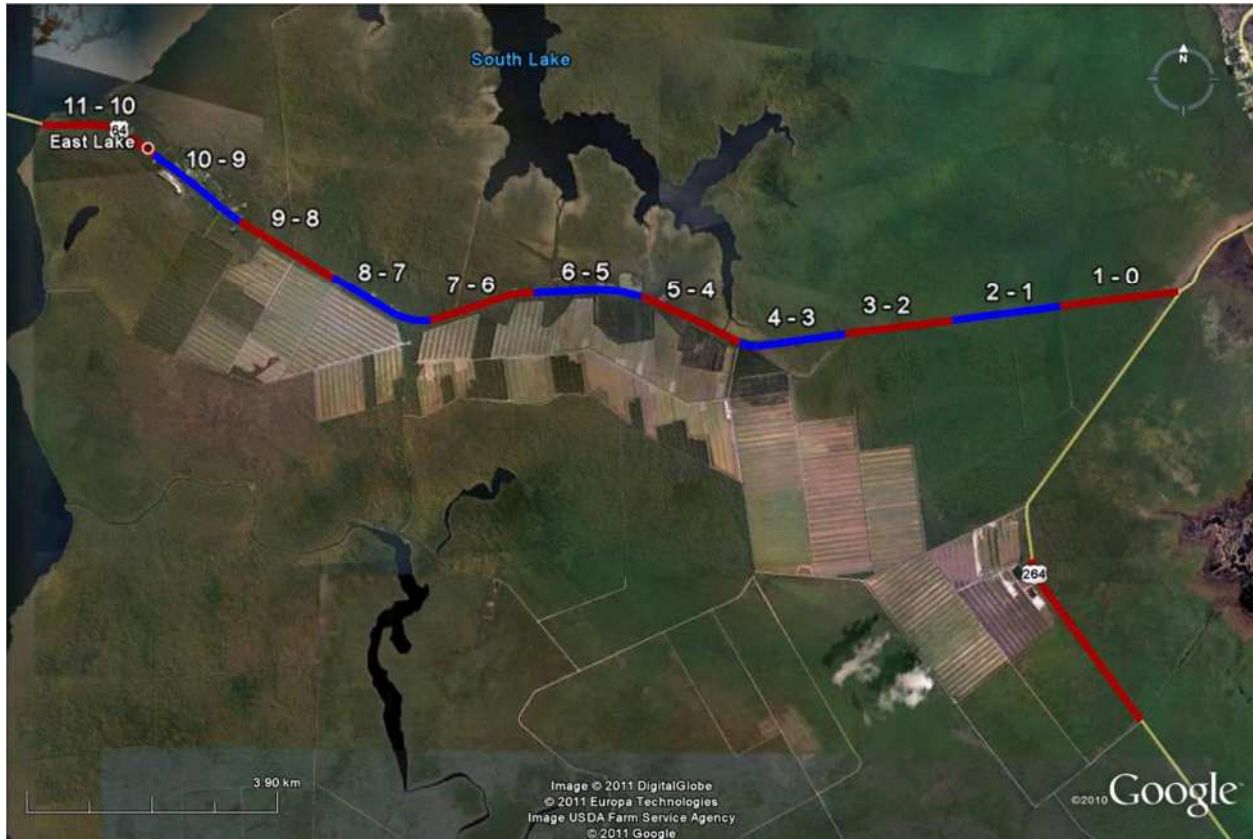 South Lake
N
11 - 10
64
East Lake
10 - 9
9 - 8
8 - 7
7 - 6
6 - 5
5 - 4
4 - 3
3 - 2
2 - 1
1 - 0
264
3.90 km
Image © 2011 DigitalGlobe
© 2011 Europa Technologies
Image USDA Farm Service Agency
© 2011 Google
©2010 Google